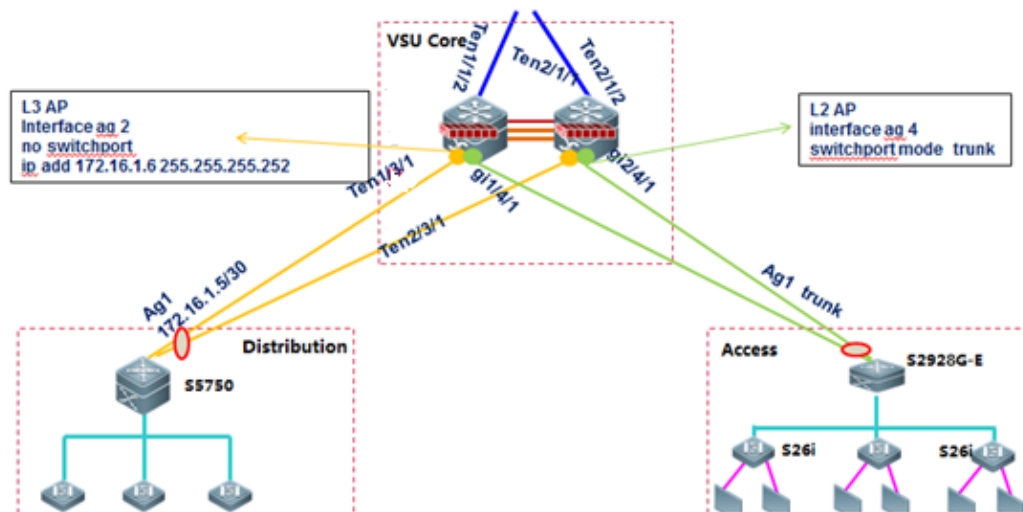 VSU Core
Ten1/1/2
Ten2/1/1
Ten2/1/2
L3 AP
Interface ag 2
no switchport
ip add 172.16.1.6 255.255.255.252
L2 AP
interface ag 4
switchport mode trunk
Ten1/3/1
gi1/4/1
gi2/4/1
Ten2/3/1
Ag1
172.16.1.5/30
Ag1 trunk
Distribution
S5750
Access
S2928G-E
S26i
S26i